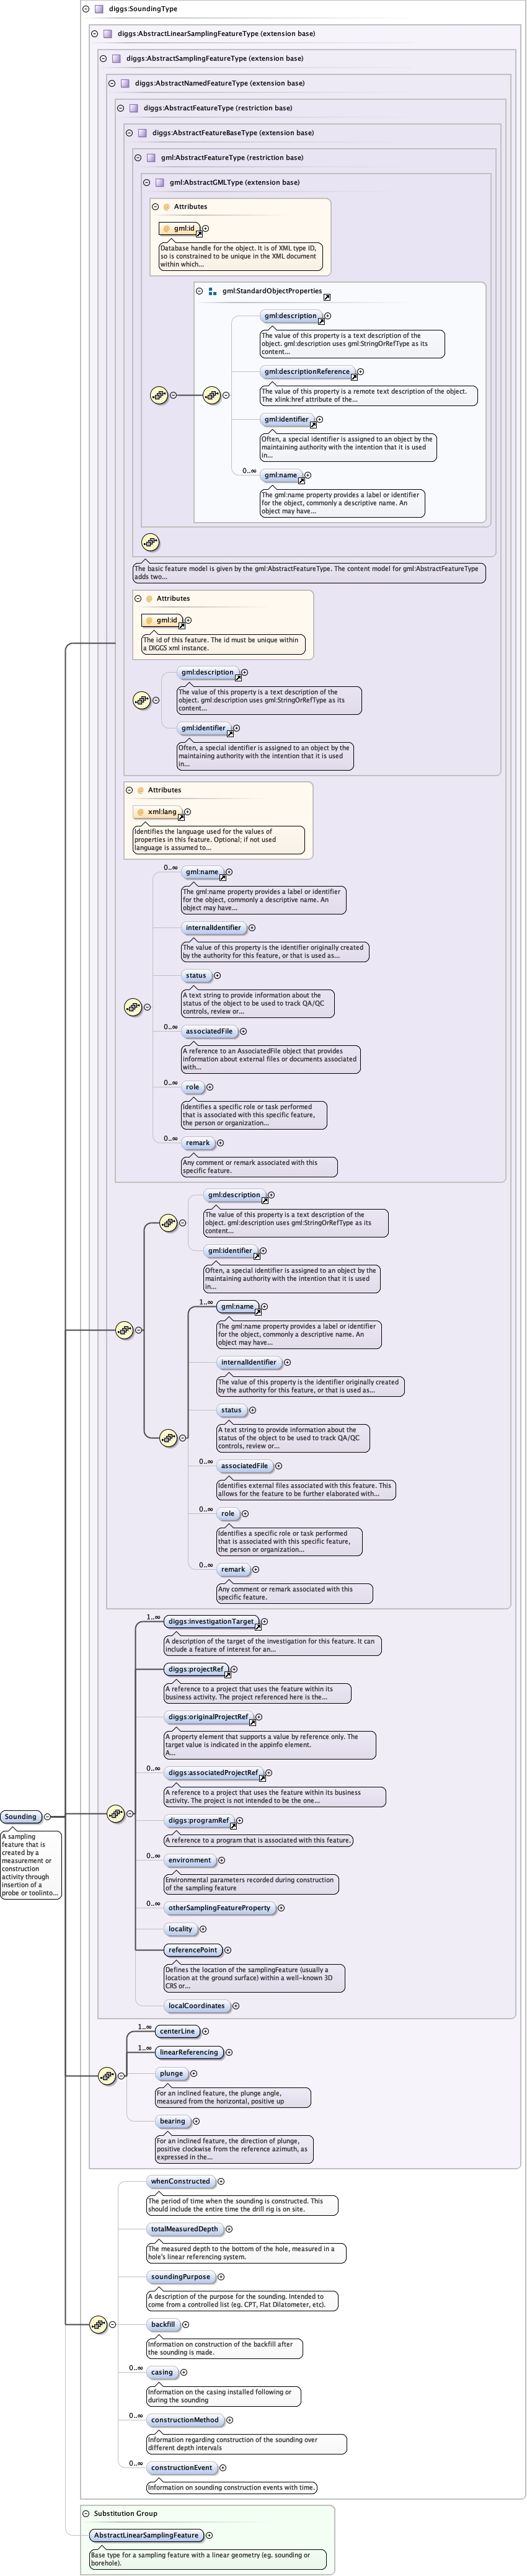 diggs:SoundingType
diggs:AbstractLinearSamplingFeatureType (extension base)
diggs:AbstractSamplingFeatureType (extension base)
diggs:AbstractNamedFeatureType (extension base)
diggs:AbstractFeatureType (restriction base)
diggs:AbstractFeatureBaseType (extension base)
gml:AbstractFeatureType (restriction base)
gml:AbstractGMLType (extension base)
Attributes
gml:id
Database handle for the object. It is of XML type ID,
so is constrained to be unique in the XML document
within which...
gml:StandardObjectProperties
gml:description
The value of this property is a text description of the
object. gml:description uses gml:StringOrRefType as its
content...
gml:descriptionReference
The value of this property is a remote text description of the object.
The xlink:href attribute of the...
gml:identifier
Often, a special identifier is assigned to an object by the
maintaining authority with the intention that it is used
in...
0..∞
gml:name
The gml:name property provides a label or identifier
for the object, commonly a descriptive name. An
object may have...
The basic feature model is given by the gml:AbstractFeatureType. The content model for gml:AbstractFeatureType
adds two...
Attributes
gml:id
The id of this feature. The id must be unique within
a DIGGS xml instance.
gml:description
The value of this property is a text description of the
object. gml:description uses gml:StringOrRefType as its
content...
gml:identifier
Often, a special identifier is assigned to an object by the
maintaining authority with the intention that it is used
in...
Attributes
xml:lang
Identifies the language used for the values of
properties in this feature. Optional; if not used
language is assumed to...
0..∞
gml:name
The gml:name property provides a label or identifier
for the object, commonly a descriptive name. An
object may have...
internalIdentifier
The value of this property is the identifier originally created
by the authority for this feature, or that is used as...
status
A text string to provide information about the
status of the object to be used to track QA/QC
controls, review or...
0..∞
associatedFile
A reference to an AssociatedFile object that provides
information about external files or documents associated
with...
0..∞
role
Identifies a specific role or task performed
that is associated with this specific feature,
the person or organization...
0..∞
remark
Any comment or remark associated with this
specific feature.
gml:description
The value of this property is a text description of the
object. gml:description uses gml:StringOrRefType as its
content...
gml:identifier
Often, a special identifier is assigned to an object by the
maintaining authority with the intention that it is used
in...
1..∞
gml:name
The gml:name property provides a label or identifier
for the object, commonly a descriptive name. An
object may have...
internalIdentifier
The value of this property is the identifier originally created
by the authority for this feature, or that is used as...
status
A text string to provide information about the
status of the object to be used to track QA/QC
controls, review or...
0..∞
associatedFile
Identifies external files associated with this feature. This
allows for the feature to be further elaborated with...
0..∞
role
Identifies a specific role or task performed
that is associated with this specific feature,
the person or organization...
0..∞
remark
Any comment or remark associated with this
specific feature.
1..∞
diggs:investigationTarget
A description of the target of the investigation for this feature. It can
include a feature of interest for an...
diggs:projectRef
A reference to a project that uses the feature within its
business activity. The project referenced here is the...
diggs:originalProjectRef
A property element that supports a value by reference only. The
target value is indicated in the appinfo element.
A...
0..∞
diggs:associatedProjectRef
A reference to a project that uses the feature within its business
activity. The project is not intended to be the one...
diggs:programRef
A reference to a program that is associated with this feature.
0..∞
environment
Environmental parameters recorded during construction
of the sampling feature
0..∞
otherSamplingFeatureProperty
locality
referencePoint
Defines the location of the samplingFeature (usually a
location at the ground surface) within a well-known 3D
CRS or...
localCoordinates
Sounding
A sampling
feature that is
created by a
measurement or
construction
activity through
insertion of a
probe or toolinto...
1..∞
centerLine
1..∞
linearReferencing
plunge
For an inclined feature, the plunge angle,
measured from the horizontal, positive up
bearing
For an inclined feature, the direction of plunge,
positive clockwise from the reference azimuth, as
expressed in the...
whenConstructed
The period of time when the sounding is constructed. This
should include the entire time the drill rig is on site.
totalMeasuredDepth
The measured depth to the bottom of the hole, measured in a
hole's linear referencing system.
soundingPurpose
A description of the purpose for the sounding. Intended to
come from a controlled list (eg. CPT, Flat Dilatometer, etc).
backfill
Information on construction of the backfill after
the sounding is made.
0..∞
casing
Information on the casing installed following or
during the sounding
0..∞
constructionMethod
Information regarding construction of the sounding over
different depth intervals
0..∞
constructionEvent
Information on sounding construction events with time.
Substitution Group
AbstractLinearSamplingFeature
Base type for a sampling feature with a linear geometry (eg. sounding or
borehole).